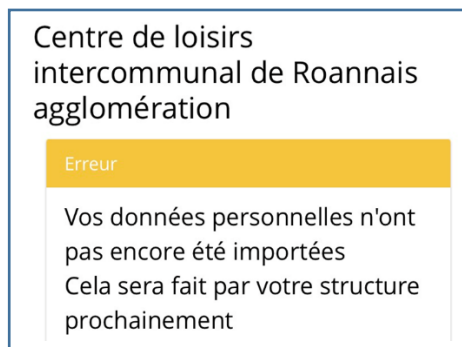 Centre de loisirs
intercommunal de Roannais
agglomération
Erreur
Vos données personnelles n'ont
pas encore été importées
Cela sera fait par votre structure
prochainement